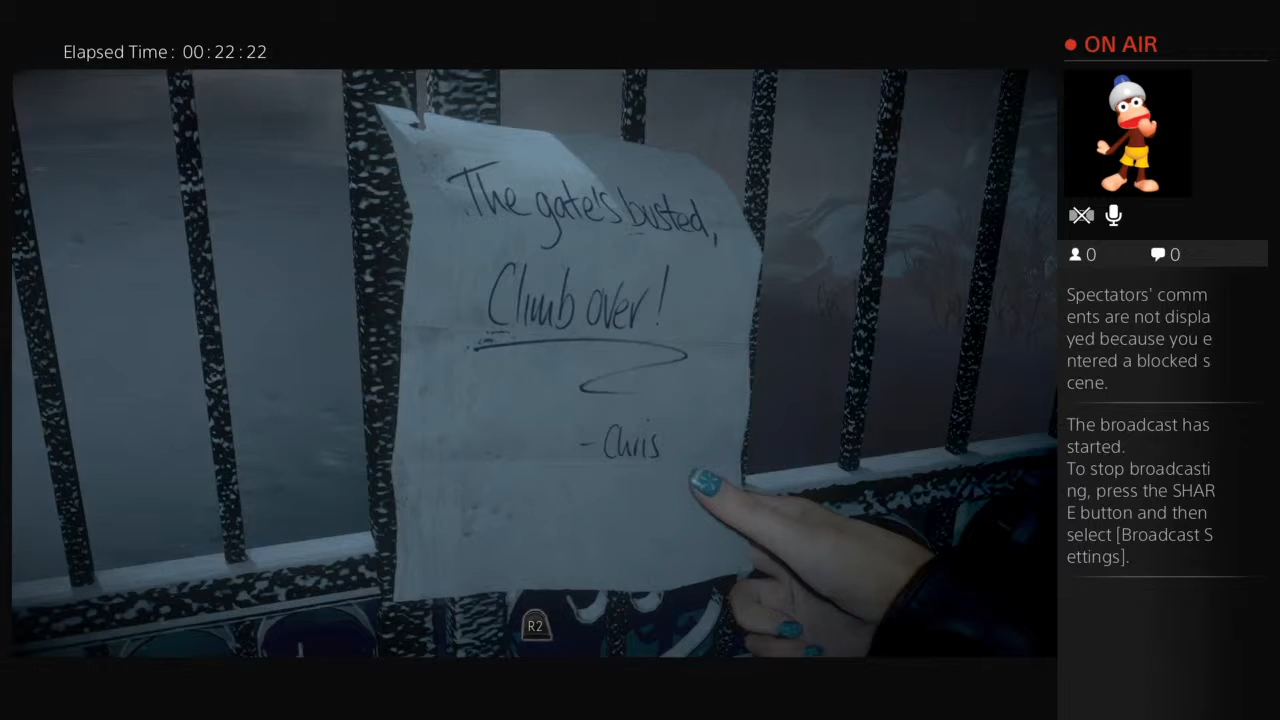 Elapsed Time: 00:22:22
ON AIR
The gate's busted,
Climb over!
- Chris
R2
0
0
Spectators' comm
ents are not displa
yed because you e
ntered a blocked s
cene.
The broadcast has
started.
To stop broadcasti
ng, press the SHAR
E button and then
select [Broadcast S
ettings].